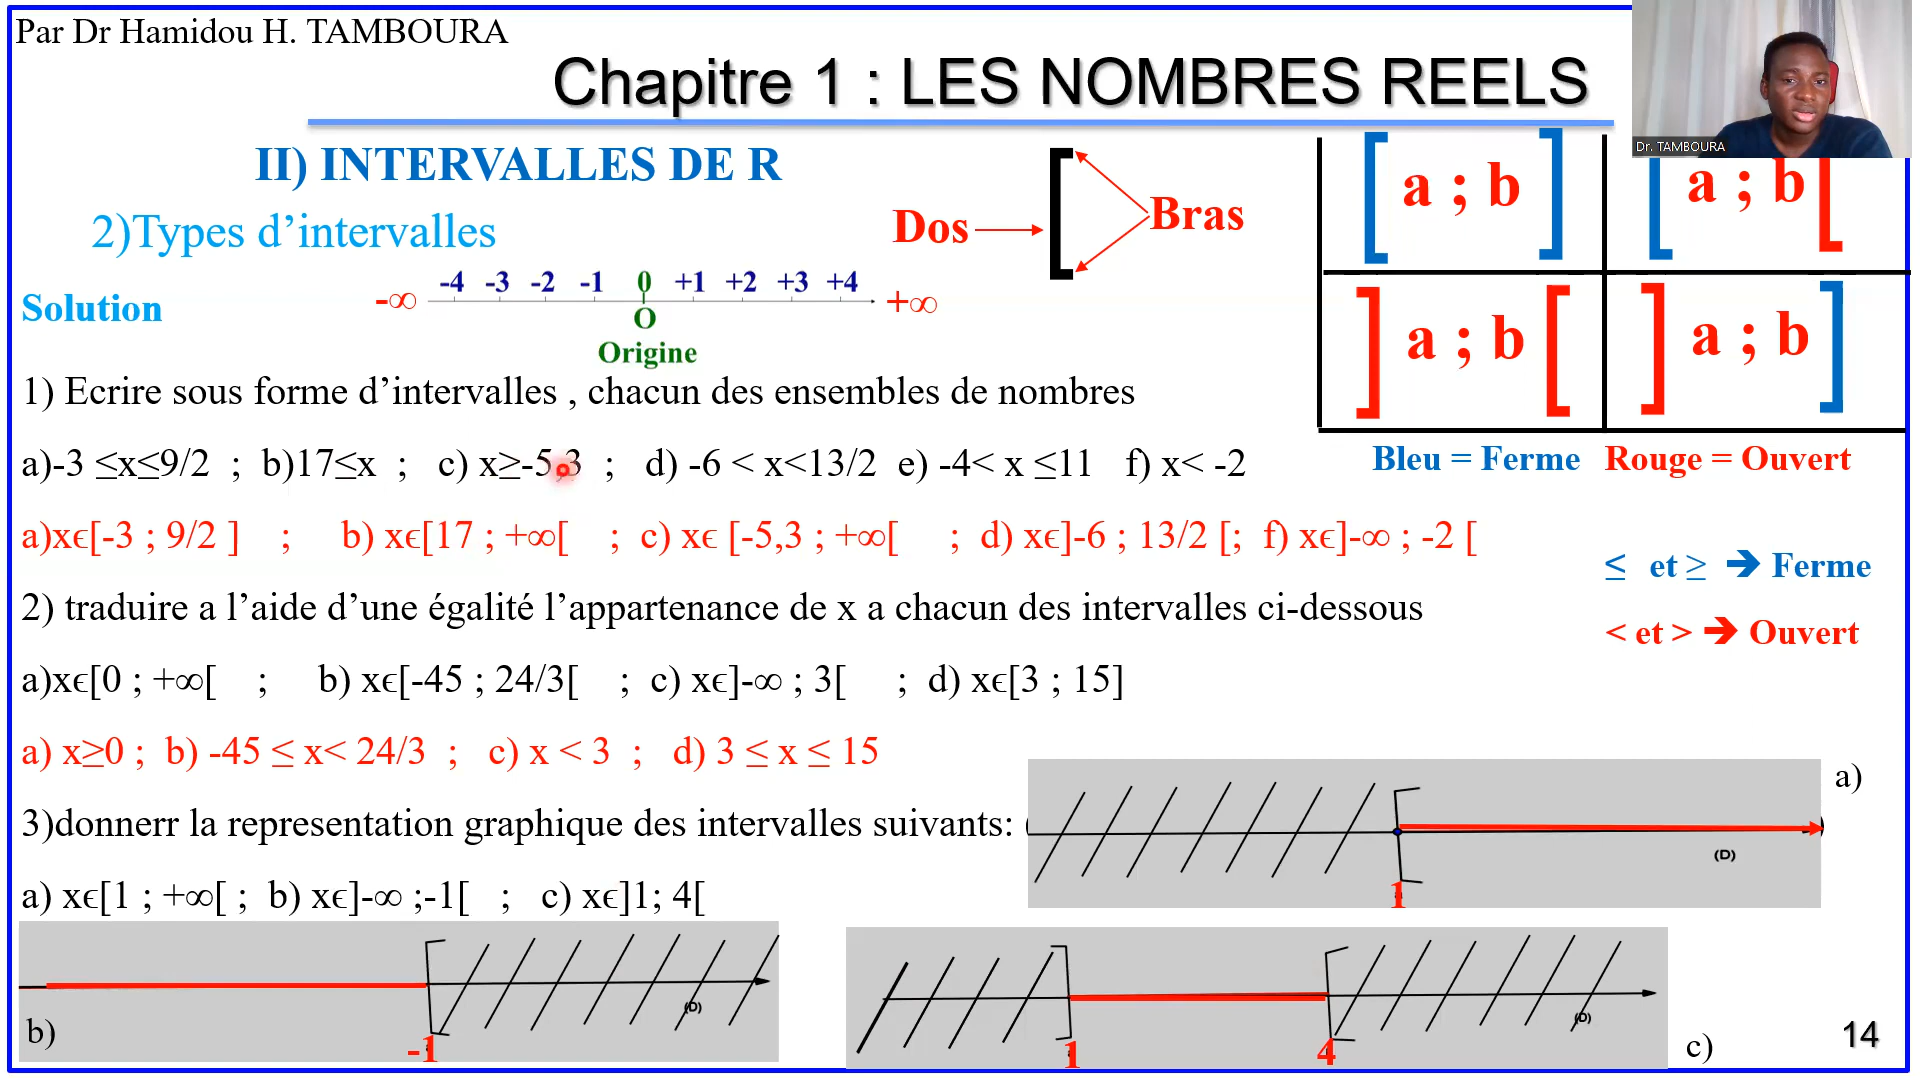 Par Dr Hamidou H. TAMBOURA
Chapitre 1 : LES NOMBRES REELS
Dr. TAMBOURA
II) INTERVALLES DE R
2)Types d’intervalles
Dos
Bras
[ a ; b ]
[ a ; b [
] a ; b [
] a ; b ]
Bleu = Ferme Rouge = Ouvert
Solution
-∞ -4 -3 -2 -1 0 +1 +2 +3 +4 +∞
O
Origine
1) Ecrire sous forme d’intervalles , chacun des ensembles de nombres
a)-3 ≤x≤9/2 ; b)17≤x ; c) x≥-5,3 ; d) -6 < x<13/2 e) -4< x ≤11 f) x< -2
a)xϵ[-3 ; 9/2 ] ; b) xϵ[17 ; +∞[ ; c) xϵ [-5,3 ; +∞[ ; d) xϵ]-6 ; 13/2 [; f) xϵ]-∞ ; -2 [
≤ et ≥ ➔ Ferme
< et > ➔ Ouvert
2) traduire a l’aide d’une égalité l’appartenance de x a chacun des intervalles ci-dessous
a)xϵ[0 ; +∞[ ; b) xϵ[-45 ; 24/3[ ; c) xϵ]-∞ ; 3[ ; d) xϵ[3 ; 15]
a) x≥0 ; b) -45 ≤ x< 24/3 ; c) x < 3 ; d) 3 ≤ x ≤ 15
3)donnerr la representation graphique des intervalles suivants:
a) xϵ[1 ; +∞[ ; b) xϵ]-∞ ;-1[ ; c) xϵ]1; 4[
a)
[
(D)
1
b)
[
(D)
-1
] [
(D)
1 4
c)
14